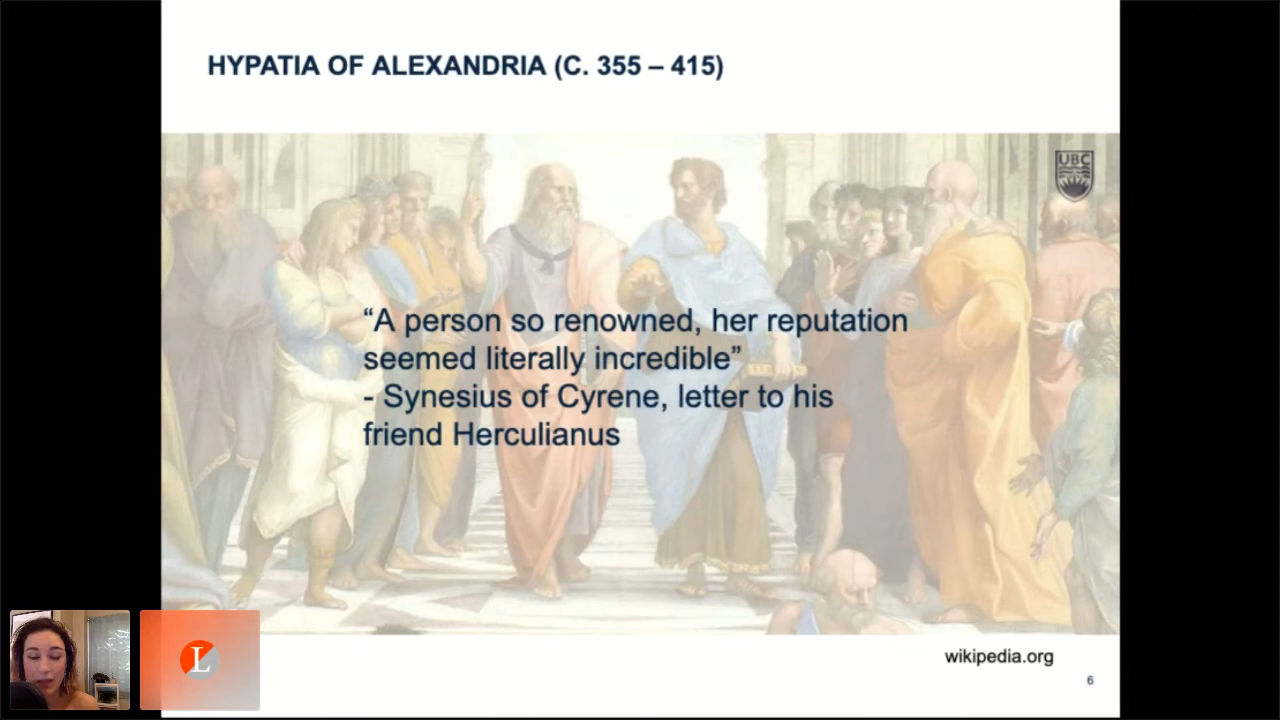 HYPATIA OF ALEXANDRIA (C. 355 – 415)
UBC
“A person so renowned, her reputation
seemed literally incredible”
- Synesius of Cyrene, letter to his
friend Herculianus
wikipedia.org
6
L